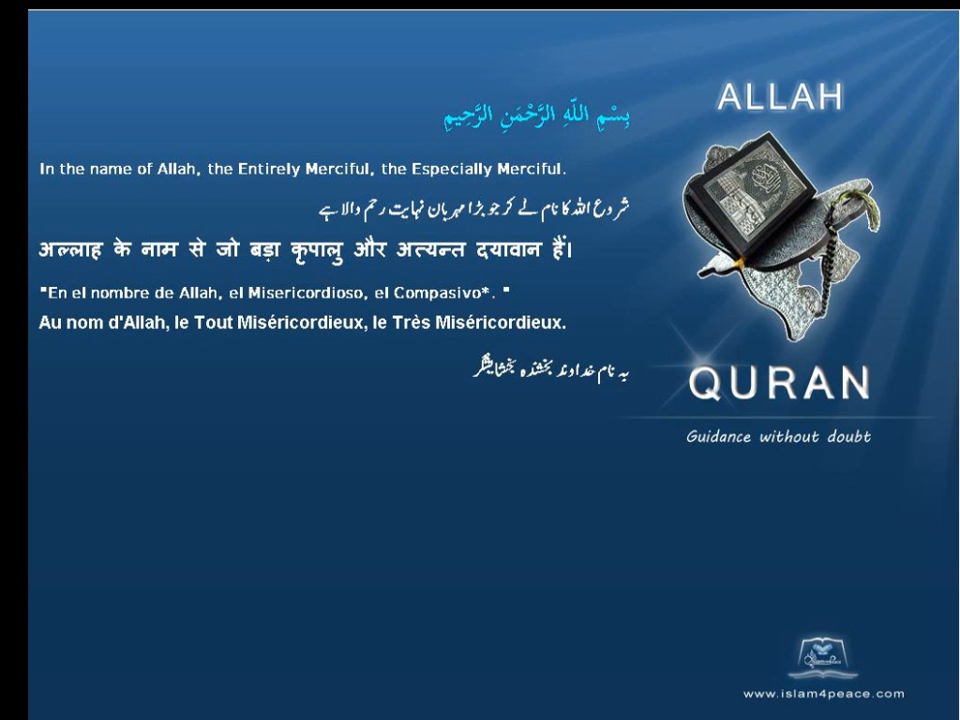 بِسْمِ اللّهِ الرَّحْمَنِ الرَّحِيمِ
In the name of Allah, the Entirely Merciful, the Especially Merciful.
شروع الله کا نام لے کر جو بڑا مہربان نہایت رحم والا ہے
अल्लाह के नाम से जो बड़ा कृपालु और अत्यन्त दयावान हैं।
"En el nombre de Allah, el Misericordioso, el Compasivo*. "
Au nom d'Allah, le Tout Miséricordieux, le Très Miséricordieux.
به نام خداوند بخشنده بخشایشگر
ALLAH
QURAN
Guidance without doubt
www.islam4peace.com